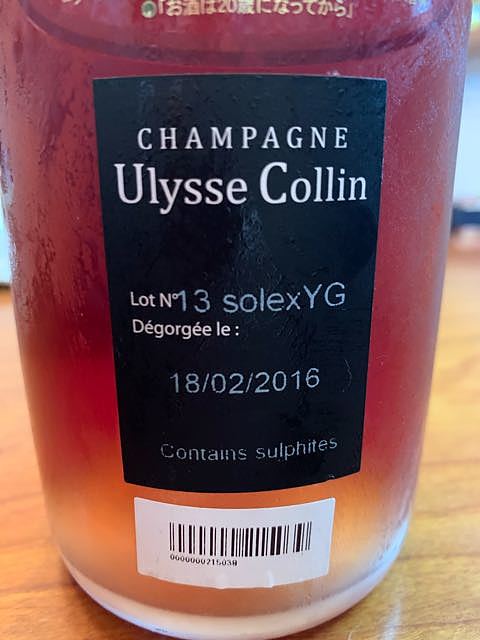 「お酒は20歳になってから」
CHAMPAGNE
Ulysse Collin
Lot N° 13 solexYG
Dégorgée le :
18/02/2016
Contains sulphites
0000000215038